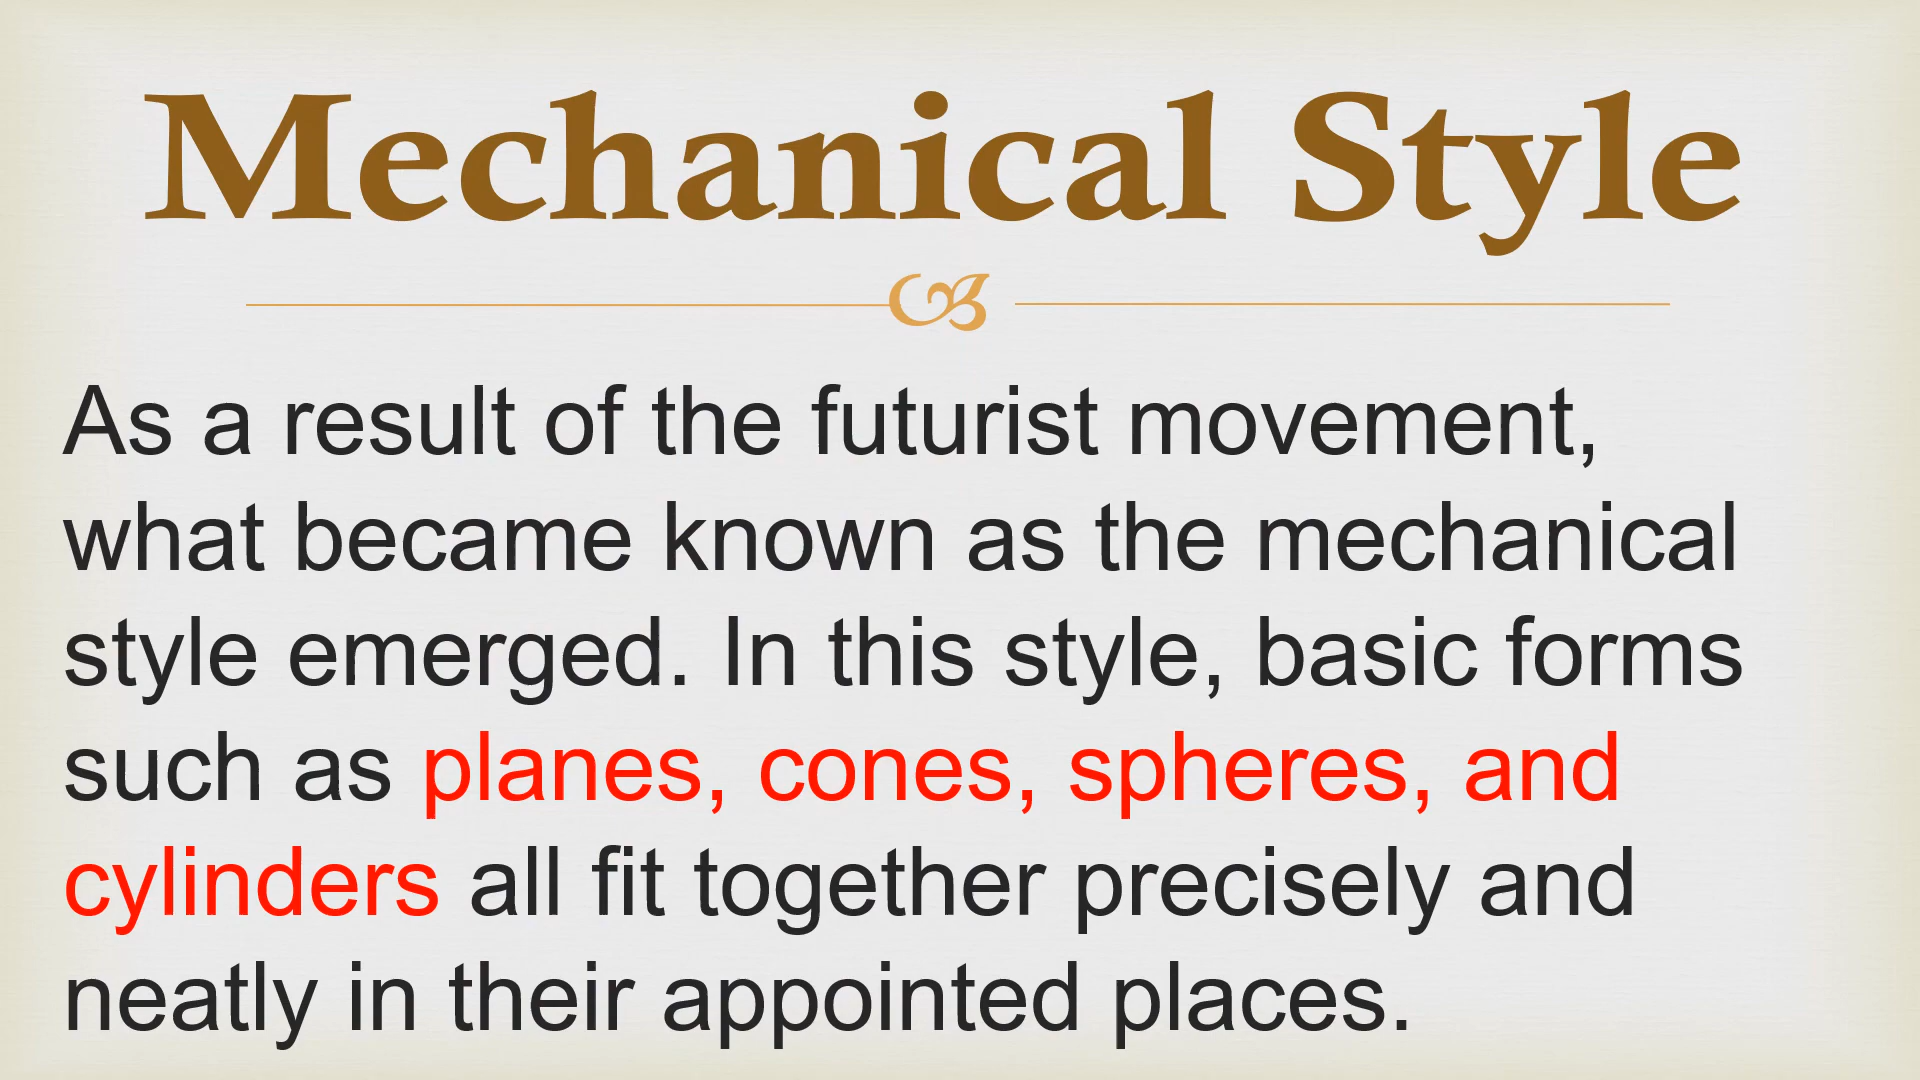 Mechanical Style
As a result of the futurist movement,
what became known as the mechanical
style emerged. In this style, basic forms
such as planes, cones, spheres, and
cylinders all fit together precisely and
neatly in their appointed places.